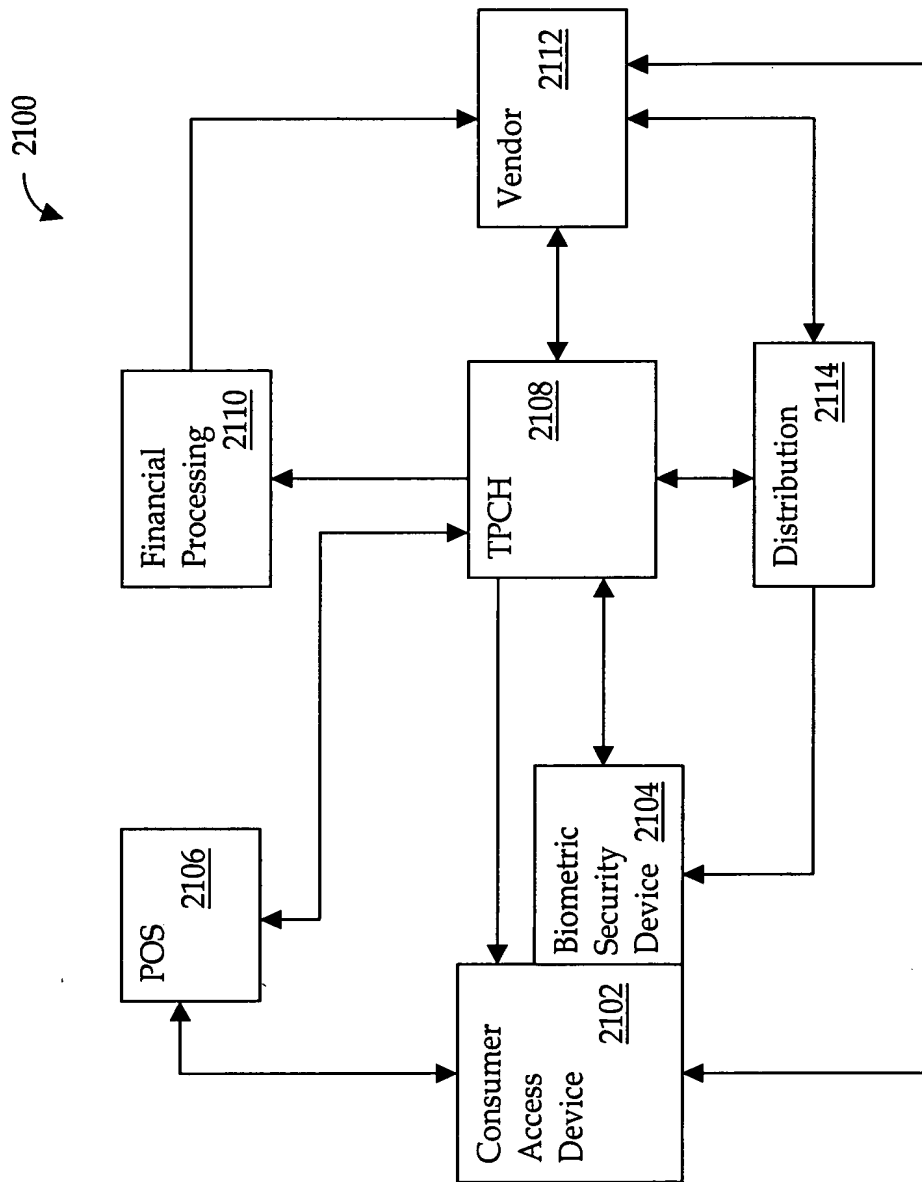 2100
POS
2106
Financial
Processing
2110
Consumer
Access
Device
2102
Biometric
Security
Device 2104
TPCH
2108
Vendor
2112
Distribution
2114